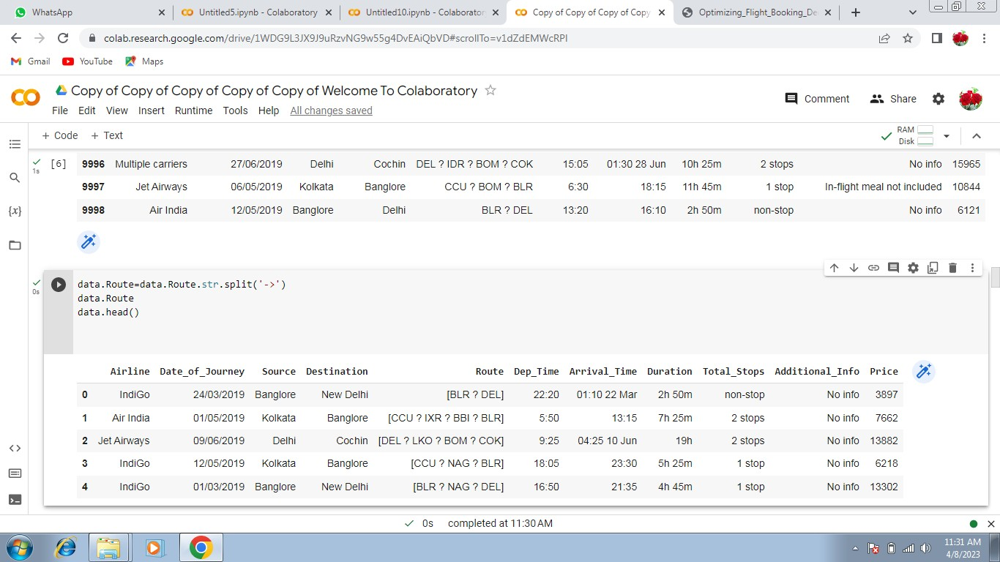 WhatsApp
Untitled5.ipynb - Colaboratory
Untitled10.ipynb - Colaborator
Copy of Copy of Copy of Copy
Optimizing_Flight_Booking_De
colab.research.google.com/drive/1WDG9L3JX9J9uRzvNG9w55g4DvEAiQbVD#scrollTo=v1dZdEMWcRPI
Gmail YouTube Maps
Copy of Copy of Copy of Copy of Copy of Welcome To Colaboratory
Comment Share
File Edit View Insert Runtime Tools Help All changes saved
+ Code + Text
RAM
Disk
[6] 9996 Multiple carriers 27/06/2019 Delhi Cochin DEL ? IDR ? BOM ? COK 15:05 01:30 28 Jun 10h 25m 2 stops No info 15965
1s
9997 Jet Airways 06/05/2019 Kolkata Banglore CCU ? BOM ? BLR 6:30 18:15 11h 45m 1 stop In-flight meal not included 10844
{x}
9998 Air India 12/05/2019 Banglore Delhi BLR ? DEL 13:20 16:10 2h 50m non-stop No info 6121
0s
data.Route=data.Route.str.split('->')
data.Route
data.head()
Airline Date_of_Journey Source Destination Route Dep_Time Arrival_Time Duration Total_Stops Additional_Info Price
0 IndiGo 24/03/2019 Banglore New Delhi [BLR ? DEL] 22:20 01:10 22 Mar 2h 50m non-stop No info 3897
1 Air India 01/05/2019 Kolkata Banglore [CCU ? IXR ? BBI ? BLR] 5:50 13:15 7h 25m 2 stops No info 7662
2 Jet Airways 09/06/2019 Delhi Cochin [DEL ? LKO ? BOM ? COK] 9:25 04:25 10 Jun 19h 2 stops No info 13882
3 IndiGo 12/05/2019 Kolkata Banglore [CCU ? NAG ? BLR] 18:05 23:30 5h 25m 1 stop No info 6218
4 IndiGo 01/03/2019 Banglore New Delhi [BLR ? NAG ? DEL] 16:50 21:35 4h 45m 1 stop No info 13302
0s completed at 11:30 AM
11:31 AM
4/8/2023